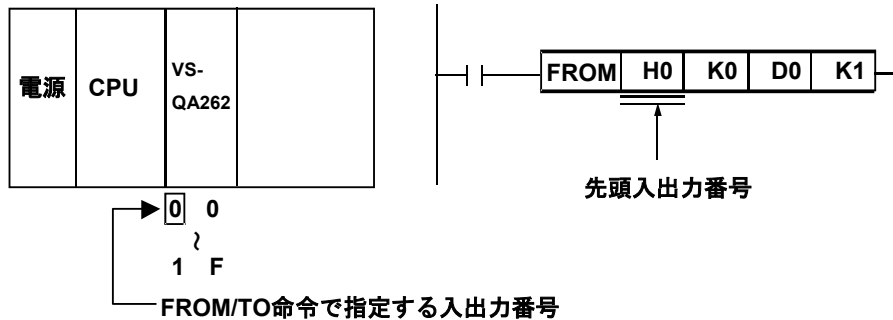 電源 CPU VS-QA262
FROM H0 K0 D0 K1
先頭入出力番号
0 0
~
1 F
FROM/TO命令で指定する入出力番号